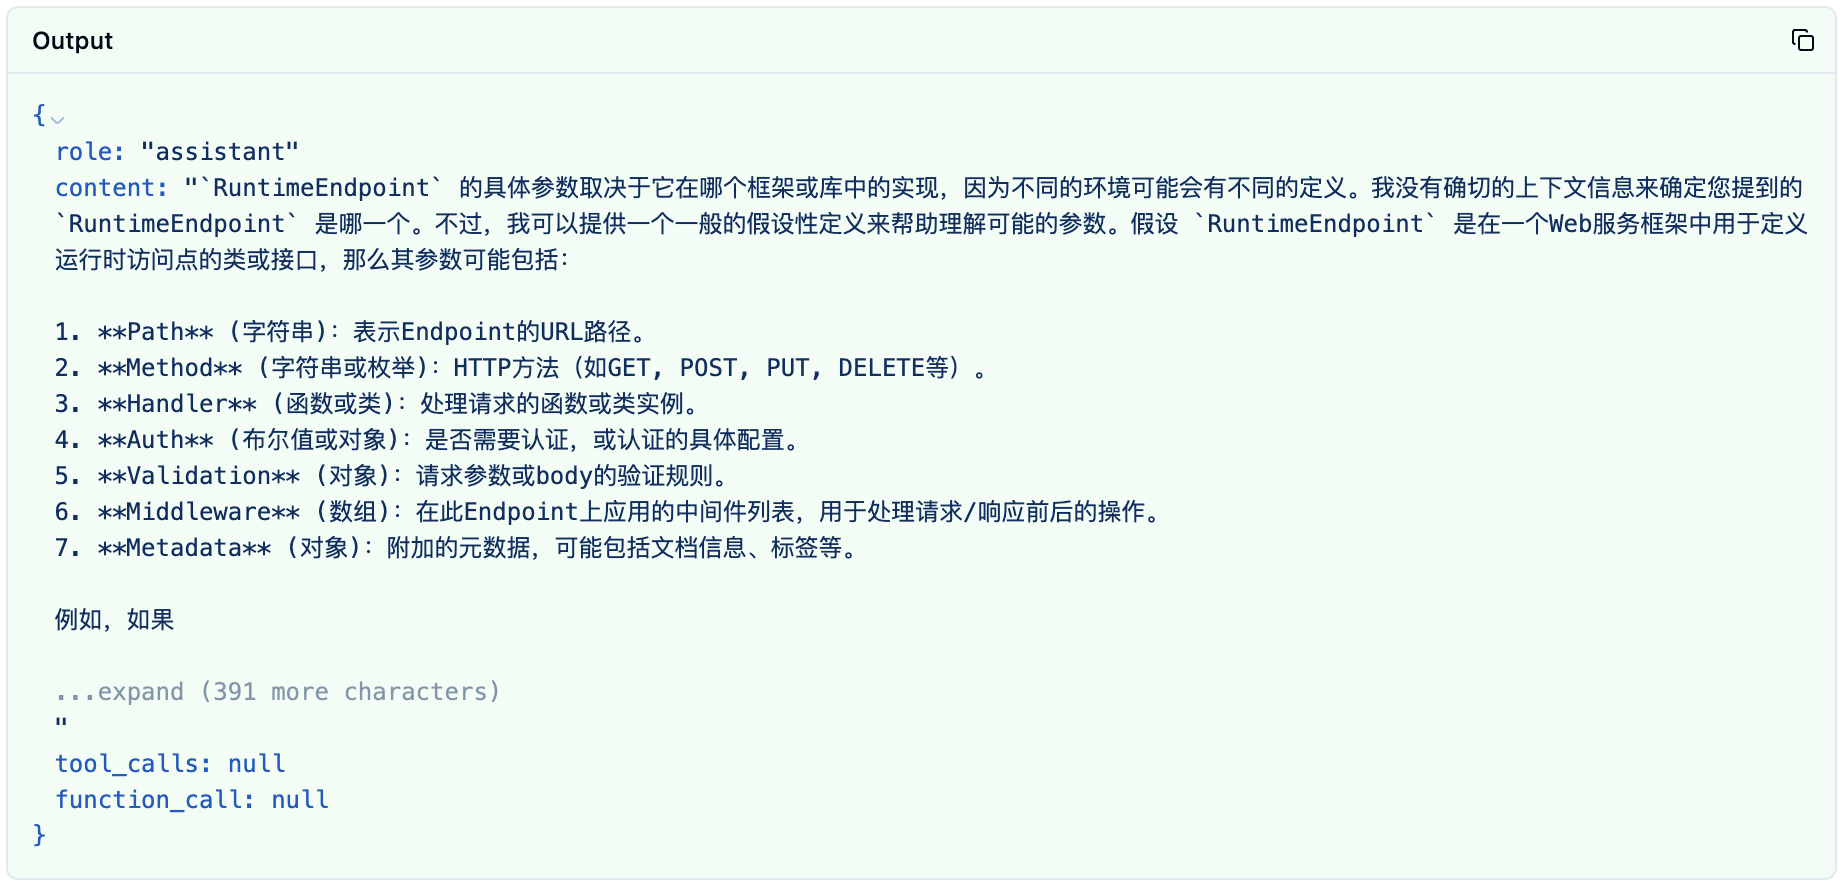 Output
{
role: "assistant"
content: "`RuntimeEndpoint` 的具体参数取决于它在哪个框架或库中的实现，因为不同的环境可能会有不同的定义。我没有确切的上下文信息来确定您提到的
`RuntimeEndpoint` 是哪一个。不过，我可以提供一个一般的假设性定义来帮助理解可能的参数。假设 `RuntimeEndpoint` 是在一个Web服务框架中用于定义
运行时访问点的类或接口，那么其参数可能包括：
1. **Path** (字符串)：表示Endpoint的URL路径。
2. **Method** (字符串或枚举)：HTTP方法（如GET, POST, PUT, DELETE等）。
3. **Handler** (函数或类)：处理请求的函数或类实例。
4. **Auth** (布尔值或对象)：是否需要认证，或认证的具体配置。
5. **Validation** (对象)：请求参数或body的验证规则。
6. **Middleware** (数组)：在此Endpoint上应用的中间件列表，用于处理请求/响应前后的操作。
7. **Metadata** (对象)：附加的元数据，可能包括文档信息、标签等。
例如，如果
...expand (391 more characters)
"
tool_calls: null
function_call: null
}